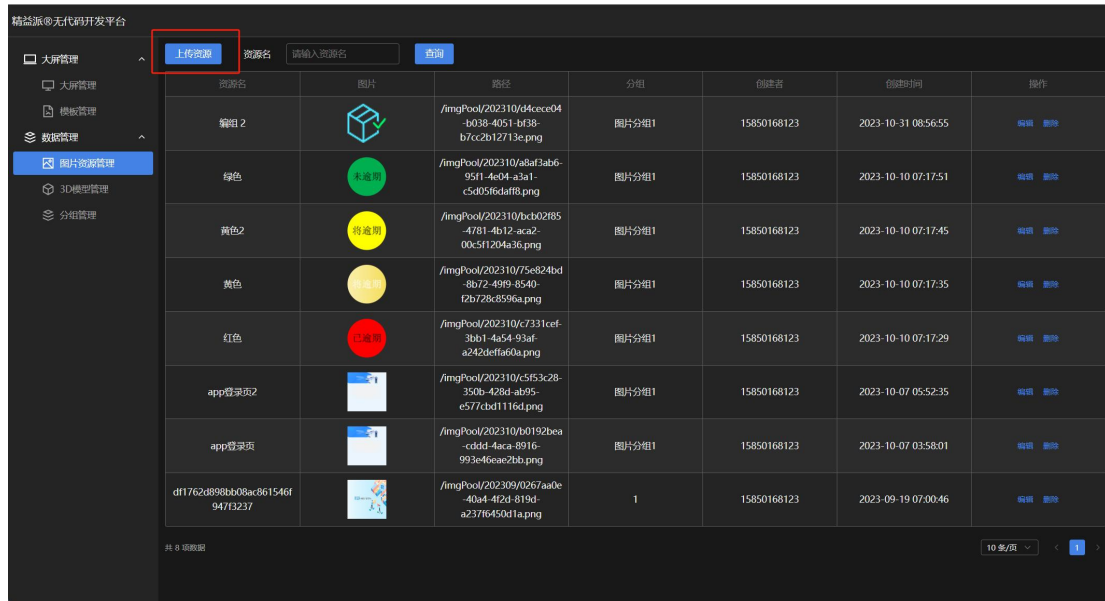 精益派®无代码开发平台
大屏管理
大屏管理
模板管理
数据管理
图片资源管理
3D模型管理
分组管理
上传资源 资源名 请输入资源名 查询
资源名 图片 路径 分组 创建者 创建时间 操作
编组 2 /imgPool/202310/d4cece04-b038-4051-bf38-b7cc2b12713e.png 图片分组1 15850168123 2023-10-31 08:56:55 编辑 删除
绿色 未逾期 /imgPool/202310/a8af3ab6-95f1-4e04-a3a1-c5d05f6daff8.png 图片分组1 15850168123 2023-10-10 07:17:51 编辑 删除
黄色2 将逾期 /imgPool/202310/bcb02f85-4781-4b12-aca2-00c5f1204a36.png 图片分组1 15850168123 2023-10-10 07:17:45 编辑 删除
黄色 /imgPool/202310/75e824bd-8b72-49f9-8540-f2b728c8596a.png 图片分组1 15850168123 2023-10-10 07:17:35 编辑 删除
红色 已逾期 /imgPool/202310/c7331cef-3bb1-4a54-93af-a242deffa60a.png 图片分组1 15850168123 2023-10-10 07:17:29 编辑 删除
app登录页2 /imgPool/202310/c5f53c28-350b-428d-ab95-e577cbd1116d.png 图片分组1 15850168123 2023-10-07 05:52:35 编辑 删除
app登录页 /imgPool/202310/b0192bea-cddd-4aca-8916-993e46eae2bb.png 图片分组1 15850168123 2023-10-07 03:58:01 编辑 删除
df1762d898bb08ac861546f947f3237 /imgPool/202309/0267aa0e-40a4-4f2d-819d-a237f6450d1a.png 1 15850168123 2023-09-19 07:00:46 编辑 删除
共 8 项数据 10 条/页 < 1 >